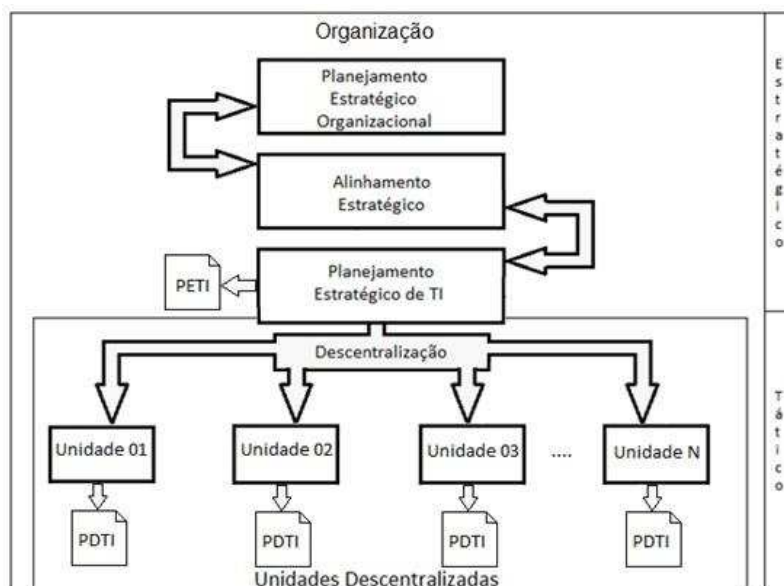 Organização
Planejamento
Estratégico
Organizacional
Alinhamento
Estratégico
Planejamento
Estratégico de TI
PETI
Descentralização
Unidade 01
Unidade 02
Unidade 03
....
Unidade N
PDTI
PDTI
PDTI
PDTI
Unidades Descentralizadas
Estratégico
Tático